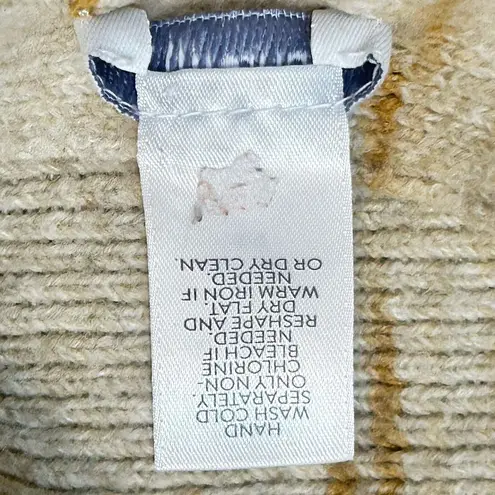 HAND
WASH COLD
SEPARATELY.
ONLY NON-
CHLORINE
BLEACH IF
NEEDED.
RESHAPE AND
DRY FLAT.
WARM IRON IF
NEEDED
OR DRY CLEAN.